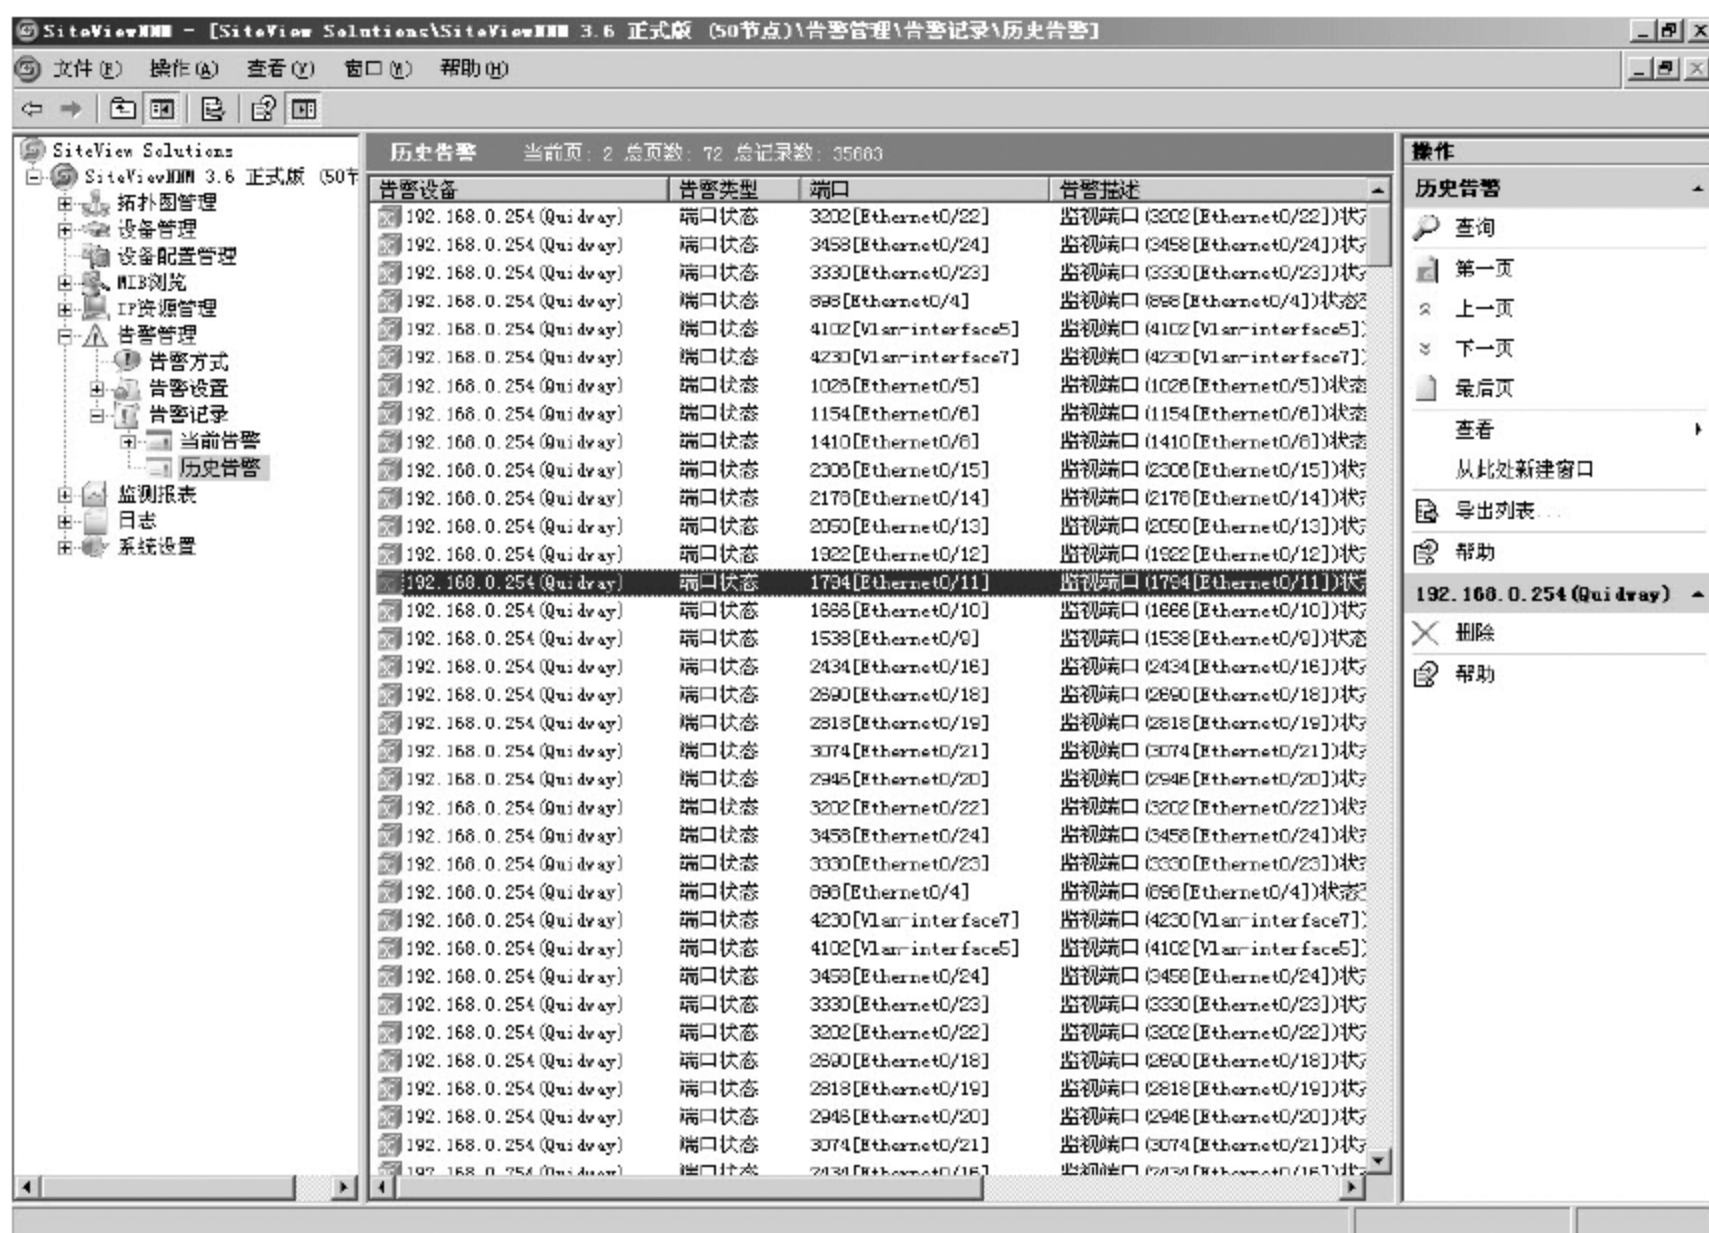 SiteViewNNM - [SiteView Solutions\SiteViewNNM 3.6 正式版 (50节点)\告警管理\告警记录\历史告警]
文件(F) 操作(A) 查看(V) 窗口(W) 帮助(H)
SiteView Solutions
SiteViewNNM 3.6 正式版 (50节
拓扑图管理
设备管理
设备配置管理
MIB浏览
IP资源管理
告警管理
告警方式
告警设置
告警记录
当前告警
历史告警
监测报表
日志
系统设置
历史告警 当前页: 2 总页数: 72 总记录数: 35663
告警设备 告警类型 端口 告警描述
192.168.0.254(Quidway) 端口状态 3202[Ethernet0/22] 监视端口(3202[Ethernet0/22])状
192.168.0.254(Quidway) 端口状态 3458[Ethernet0/24] 监视端口(3458[Ethernet0/24])状
192.168.0.254(Quidway) 端口状态 3330[Ethernet0/23] 监视端口(3330[Ethernet0/23])状
192.168.0.254(Quidway) 端口状态 898[Ethernet0/4] 监视端口(898[Ethernet0/4])状态
192.168.0.254(Quidway) 端口状态 4102[Vlan-interface5] 监视端口(4102[Vlan-interface5])
192.168.0.254(Quidway) 端口状态 4230[Vlan-interface7] 监视端口(4230[Vlan-interface7])
192.168.0.254(Quidway) 端口状态 1026[Ethernet0/5] 监视端口(1026[Ethernet0/5])状态
192.168.0.254(Quidway) 端口状态 1154[Ethernet0/6] 监视端口(1154[Ethernet0/6])状态
192.168.0.254(Quidway) 端口状态 1410[Ethernet0/8] 监视端口(1410[Ethernet0/8])状态
192.168.0.254(Quidway) 端口状态 2306[Ethernet0/15] 监视端口(2306[Ethernet0/15])状
192.168.0.254(Quidway) 端口状态 2178[Ethernet0/14] 监视端口(2178[Ethernet0/14])状
192.168.0.254(Quidway) 端口状态 2050[Ethernet0/13] 监视端口(2050[Ethernet0/13])状
192.168.0.254(Quidway) 端口状态 1922[Ethernet0/12] 监视端口(1922[Ethernet0/12])状
192.168.0.254(Quidway) 端口状态 1794[Ethernet0/11] 监视端口(1794[Ethernet0/11])状
192.168.0.254(Quidway) 端口状态 1666[Ethernet0/10] 监视端口(1666[Ethernet0/10])状
192.168.0.254(Quidway) 端口状态 1538[Ethernet0/9] 监视端口(1538[Ethernet0/9])状态
192.168.0.254(Quidway) 端口状态 2434[Ethernet0/16] 监视端口(2434[Ethernet0/16])状
192.168.0.254(Quidway) 端口状态 2690[Ethernet0/18] 监视端口(2690[Ethernet0/18])状
192.168.0.254(Quidway) 端口状态 2818[Ethernet0/19] 监视端口(2818[Ethernet0/19])状
192.168.0.254(Quidway) 端口状态 3074[Ethernet0/21] 监视端口(3074[Ethernet0/21])状
192.168.0.254(Quidway) 端口状态 2946[Ethernet0/20] 监视端口(2946[Ethernet0/20])状
192.168.0.254(Quidway) 端口状态 3202[Ethernet0/22] 监视端口(3202[Ethernet0/22])状
192.168.0.254(Quidway) 端口状态 3458[Ethernet0/24] 监视端口(3458[Ethernet0/24])状
192.168.0.254(Quidway) 端口状态 3330[Ethernet0/23] 监视端口(3330[Ethernet0/23])状
192.168.0.254(Quidway) 端口状态 898[Ethernet0/4] 监视端口(898[Ethernet0/4])状态
192.168.0.254(Quidway) 端口状态 4230[Vlan-interface7] 监视端口(4230[Vlan-interface7])
192.168.0.254(Quidway) 端口状态 4102[Vlan-interface5] 监视端口(4102[Vlan-interface5])
192.168.0.254(Quidway) 端口状态 3458[Ethernet0/24] 监视端口(3458[Ethernet0/24])状
192.168.0.254(Quidway) 端口状态 3330[Ethernet0/23] 监视端口(3330[Ethernet0/23])状
192.168.0.254(Quidway) 端口状态 3202[Ethernet0/22] 监视端口(3202[Ethernet0/22])状
192.168.0.254(Quidway) 端口状态 2690[Ethernet0/18] 监视端口(2690[Ethernet0/18])状
192.168.0.254(Quidway) 端口状态 2818[Ethernet0/19] 监视端口(2818[Ethernet0/19])状
192.168.0.254(Quidway) 端口状态 2946[Ethernet0/20] 监视端口(2946[Ethernet0/20])状
192.168.0.254(Quidway) 端口状态 3074[Ethernet0/21] 监视端口(3074[Ethernet0/21])状
192.168.0.254(Quidway) 端口状态 2434[Ethernet0/16] 监视端口(2434[Ethernet0/16])状
操作
历史告警
查询
第一页
上一页
下一页
最后页
查看
从此处新建窗口
导出列表...
帮助
192.168.0.254(Quidway)
删除
帮助